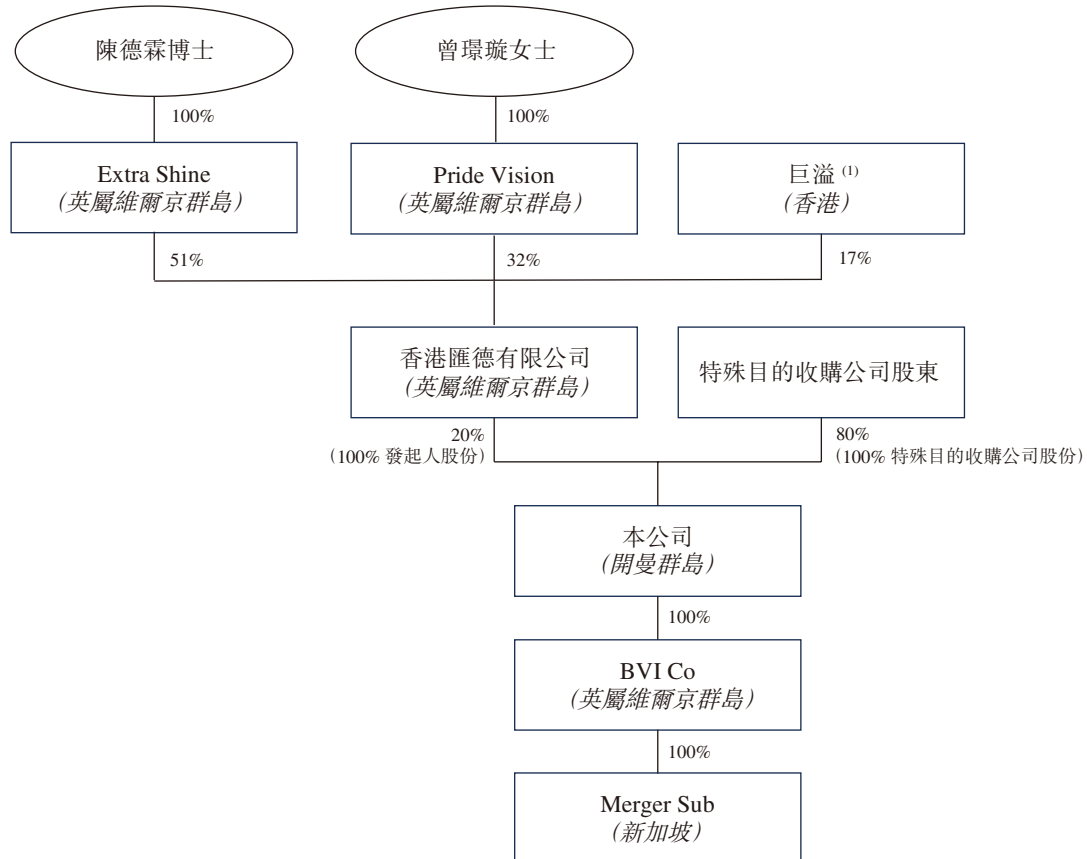 陳德霖博士
曾璟璇女士
100%
100%
Extra Shine
(英屬維爾京群島)
Pride Vision
(英屬維爾京群島)
巨溢 (1)
(香港)
51%
32%
17%
香港匯德有限公司
(英屬維爾京群島)
特殊目的收購公司股東
20%
(100% 發起人股份)
80%
(100% 特殊目的收購公司股份)
本公司
(開曼群島)
100%
BVI Co
(英屬維爾京群島)
100%
Merger Sub
(新加坡)